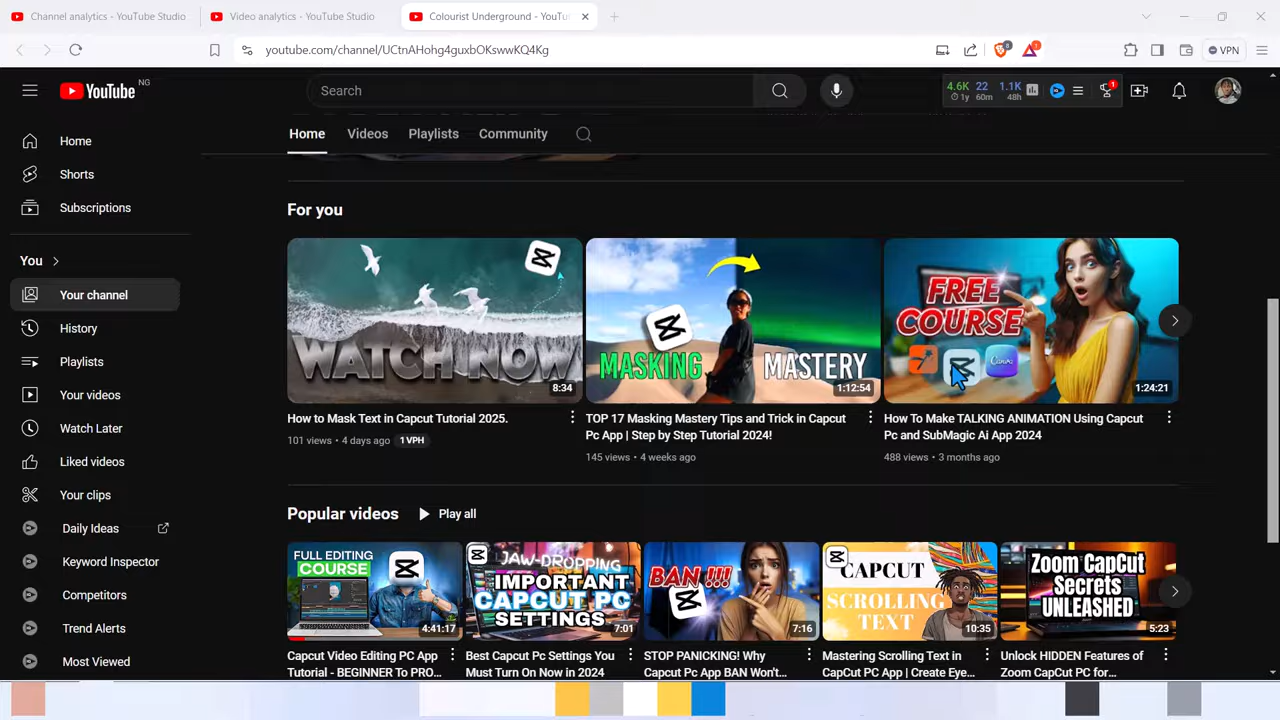 Channel analytics - YouTube Studio
Video analytics - YouTube Studio
Colourist Underground - YouTu
youtube.com/channel/UCtnAHohg4guxbOKswwKQ4Kg
8
1
VPN
YouTube NG
Search
4.6K 22 1.1K
1y 60m 48h
1
Home Videos Playlists Community
Home
Shorts
Subscriptions
You
Your channel
History
Playlists
Your videos
Watch Later
Liked videos
Your clips
Daily Ideas
Keyword Inspector
Competitors
Trend Alerts
Most Viewed
For you
WATCH NOW
8:34
How to Mask Text in Capcut Tutorial 2025.
101 views • 4 days ago 1 VPH
MASKING MASTERY
1:12:54
TOP 17 Masking Mastery Tips and Trick in Capcut
Pc App | Step by Step Tutorial 2024!
145 views • 4 weeks ago
FREE
COURSE
Canva
1:24:21
How To Make TALKING ANIMATION Using Capcut
Pc and SubMagic Ai App 2024
488 views • 3 months ago
Popular videos Play all
FULL EDITING
COURSE
4:41:17
Capcut Video Editing PC App
Tutorial - BEGINNER To PRO...
JAW-DROPPING
IMPORTANT
CAPCUT PC
SETTINGS
7:01
Best Capcut Pc Settings You
Must Turn On Now in 2024
BAN !!!
7:16
STOP PANICKING! Why
Capcut Pc App BAN Won't...
CAPCUT
SCROLLING
TEXT
10:35
Mastering Scrolling Text in
CapCut PC App | Create Eye...
Zoom CapCut
Secrets
UNLEASHED
5:23
Unlock HIDDEN Features of
Zoom CapCut PC for...